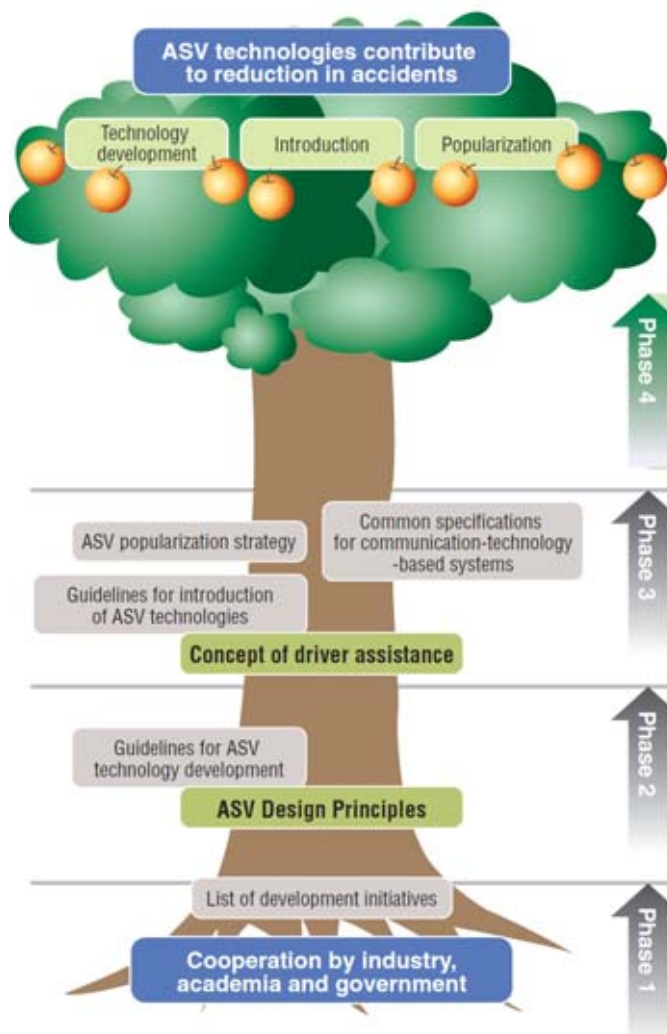 ASV technologies contribute
to reduction in accidents
Technology
development
Introduction
Popularization
Phase 4
ASV popularization strategy
Common specifications
for communication-technology
-based systems
Guidelines for introduction
of ASV technologies
Concept of driver assistance
Phase 3
Guidelines for ASV
technology development
ASV Design Principles
Phase 2
List of development initiatives
Cooperation by industry,
academia and government
Phase 1